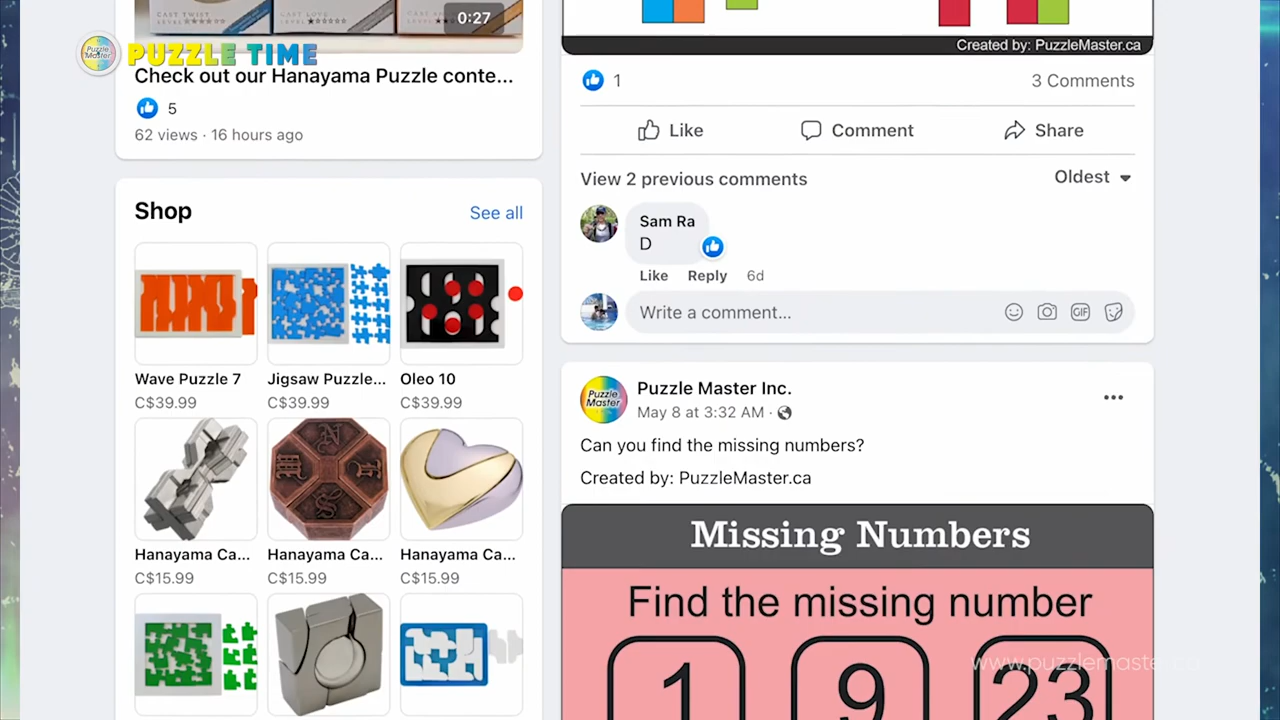 0:27
Puzzle Master
PUZZLE TIME
Check out our Hanayama Puzzle conte...
5
62 views · 16 hours ago
Shop
See all
Wave Puzzle 7
C$39.99
Jigsaw Puzzle...
C$39.99
Oleo 10
C$39.99
Hanayama Ca...
C$15.99
Hanayama Ca...
C$15.99
Hanayama Ca...
C$15.99
Created by: PuzzleMaster.ca
1
3 Comments
Like
Comment
Share
View 2 previous comments
Oldest
Sam Ra
D
Like Reply 6d
Write a comment...
GIF
Puzzle Master
Puzzle Master Inc.
May 8 at 3:32 AM ·
Can you find the missing numbers?
Created by: PuzzleMaster.ca
Missing Numbers
Find the missing number
1 9 23
www.puzzlemaster.ca